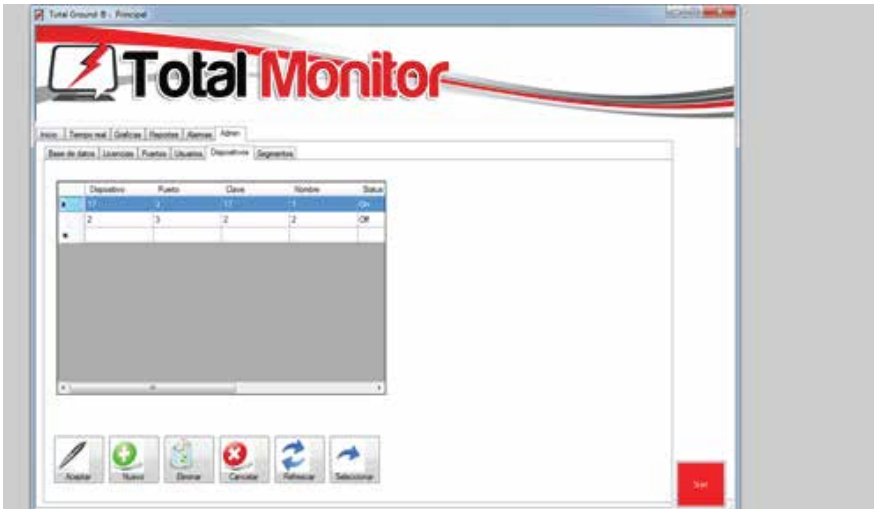 Total Ground ® - Principal
Total Monitor
Inicio Tiempo real Gráficas Reportes Alarmas Admin
Base de datos Licencias Puertos Usuarios Dispositivos Segmentos
Dispositivo Puerto Clave Nombre Status
17 3 17 1 On
2 3 2 2 Off
Aceptar Nuevo Eliminar Cancelar Refrescar Seleccionar